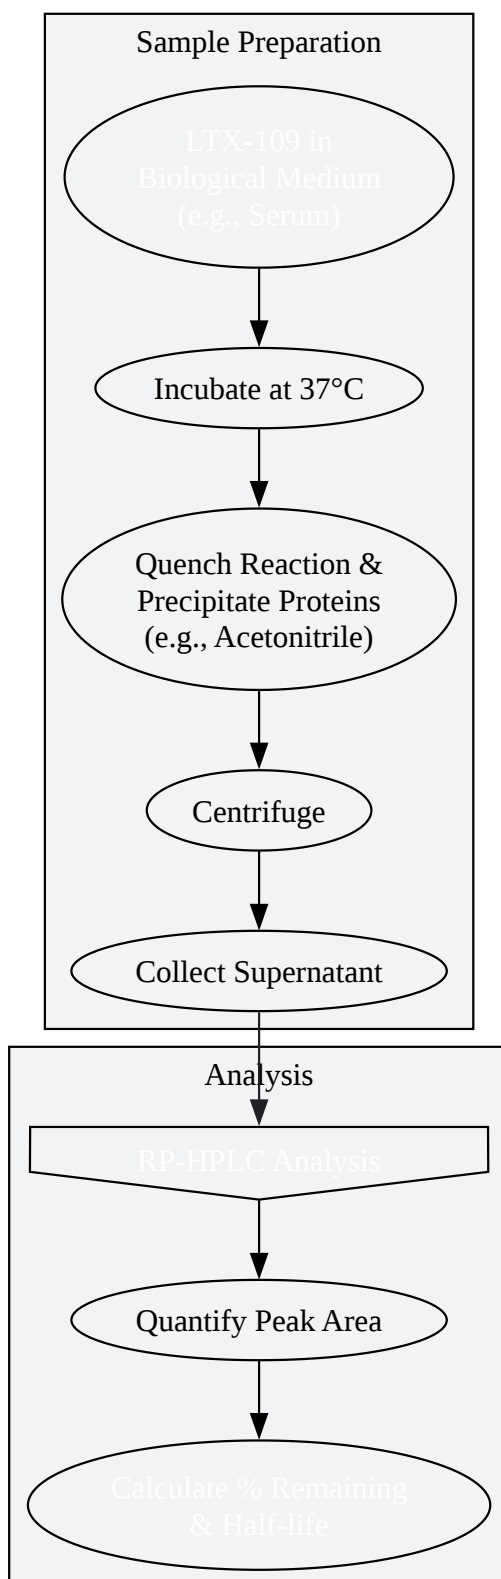 Sample Preparation
LTX-109 in
Biological Medium
(e.g., Serum)
Incubate at 37°C
Quench Reaction &
Precipitate Proteins
(e.g., Acetonitrile)
Centrifuge
Collect Supernatant
Analysis
RP-HPLC Analysis
Quantify Peak Area
Calculate % Remaining
& Half-life